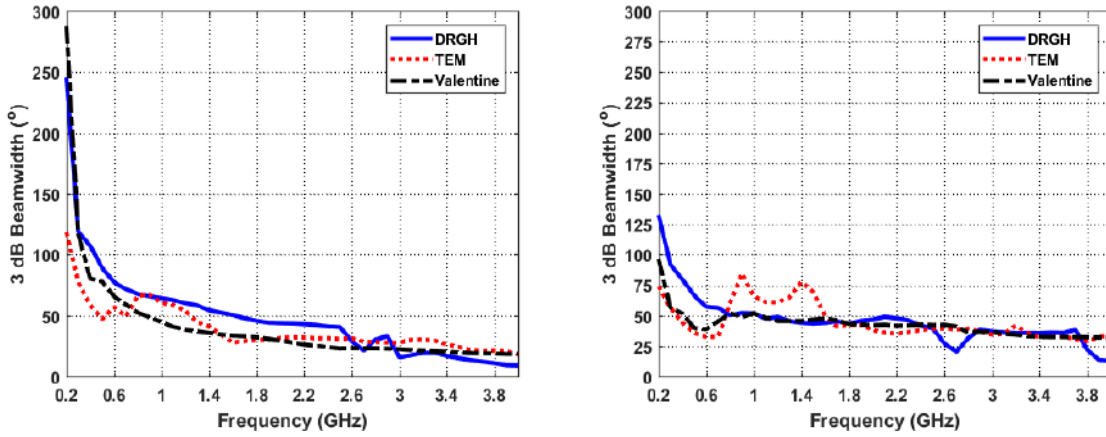 300
250
200
150
100
50
0
3 dB Beamwidth (°)
DRGH
TEM
Valentine
0.2 0.6 1 1.4 1.8 2.2 2.6 3 3.4 3.8
Frequency (GHz)
300
275
250
225
200
175
150
125
100
75
50
25
0
3 dB Beamwidth (°)
DRGH
TEM
Valentine
0.2 0.6 1 1.4 1.8 2.2 2.6 3 3.4 3.8
Frequency (GHz)